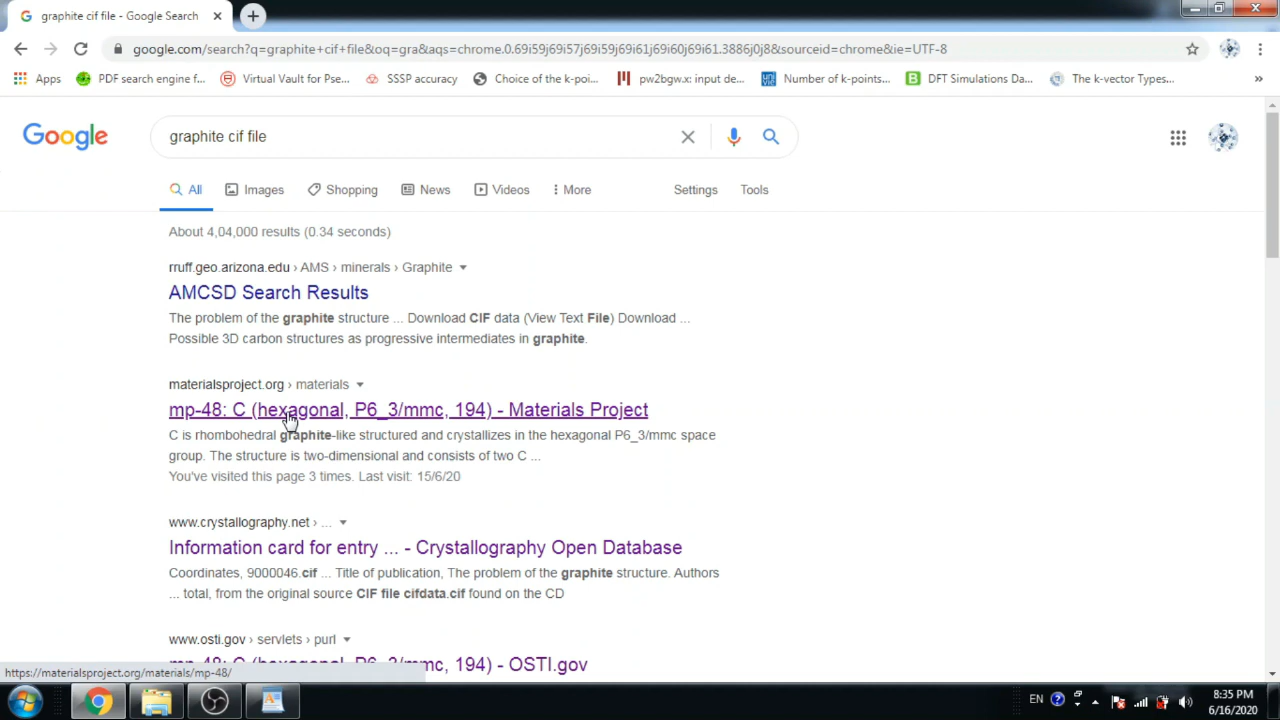 graphite cif file - Google Search
google.com/search?q=graphite+cif+file&oq=gra&aqs=chrome.0.69i59j69i57j69i59j69i61j69i60j69i61.3886j0j8&sourceid=chrome&ie=UTF-8
Apps PDF search engine f... Virtual Vault for Pse... SSSP accuracy Choice of the k-poi... pw2bgw.x: input de... Number of k-points... DFT Simulations Da... The k-vector Types... »
Google graphite cif file
All Images Shopping News Videos More Settings Tools
About 4,04,000 results (0.34 seconds)
rruff.geo.arizona.edu › AMS › minerals › Graphite
AMCSD Search Results
The problem of the graphite structure ... Download CIF data (View Text File) Download ...
Possible 3D carbon structures as progressive intermediates in graphite.
materialsproject.org › materials
mp-48: C (hexagonal, P6_3/mmc, 194) - Materials Project
C is rhombohedral graphite-like structured and crystallizes in the hexagonal P6_3/mmc space
group. The structure is two-dimensional and consists of two C ...
You've visited this page 3 times. Last visit: 15/6/20
www.crystallography.net › ...
Information card for entry ... - Crystallography Open Database
Coordinates, 9000046.cif ... Title of publication, The problem of the graphite structure. Authors
... total, from the original source CIF file cifdata.cif found on the CD
www.osti.gov › servlets › purl
mp-48: C (hexagonal, P6_3/mmc, 194) - OSTI.gov
https://materialsproject.org/materials/mp-48/
EN
8:35 PM
6/16/2020